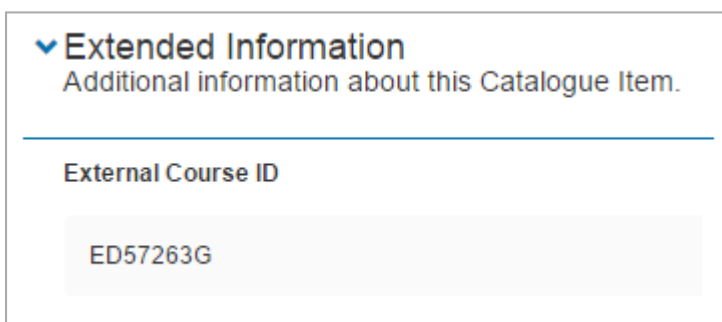 Extended Information
Additional information about this Catalogue Item.
External Course ID
ED57263G